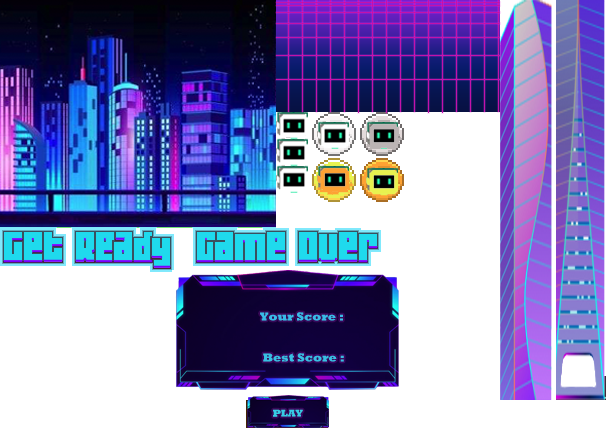 Get Ready
Game Over
Your Score :
Best Score :
PLAY